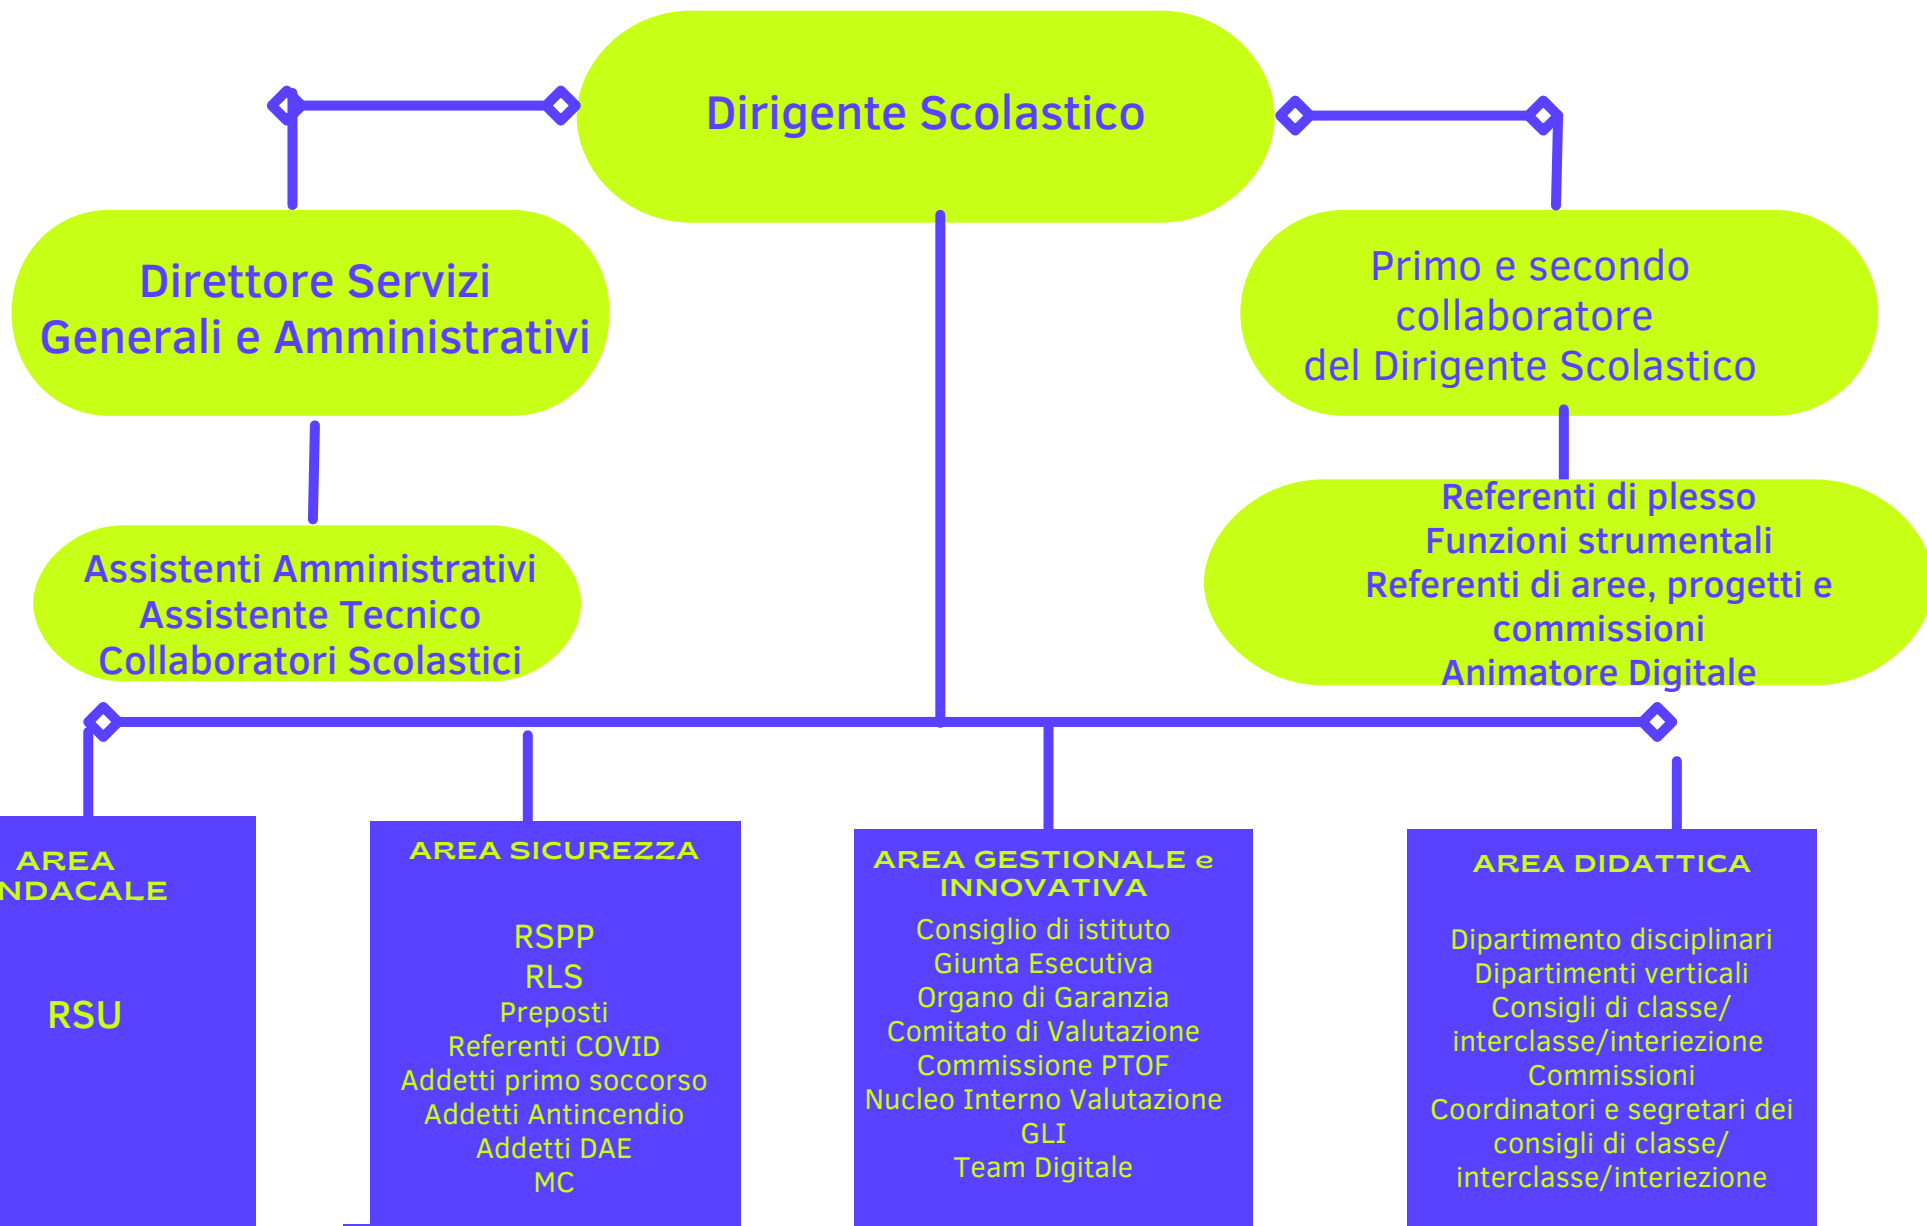 Dirigente Scolastico
Direttore Servizi
Generali e Amministrativi
Primo e secondo
collaboratore
del Dirigente Scolastico
Assistenti Amministrativi
Assistente Tecnico
Collaboratori Scolastici
Referenti di plesso
Funzioni strumentali
Referenti di aree, progetti e
commissioni
Animatore Digitale
AREA
NDACALE
RSU
AREA SICUREZZA
RSPP
RLS
Preposti
Referenti COVID
Addetti primo soccorso
Addetti Antincendio
Addetti DAE
MC
AREA GESTIONALE e
INNOVATIVA
Consiglio di istituto
Giunta Esecutiva
Organo di Garanzia
Comitato di Valutazione
Commissione PTOF
Nucleo Interno Valutazione
GLI
Team Digitale
AREA DIDATTICA
Dipartimento disciplinari
Dipartimenti verticali
Consigli di classe/
interclasse/interiezione
Commissioni
Coordinatori e segretari dei
consigli di classe/
interclasse/interiezione